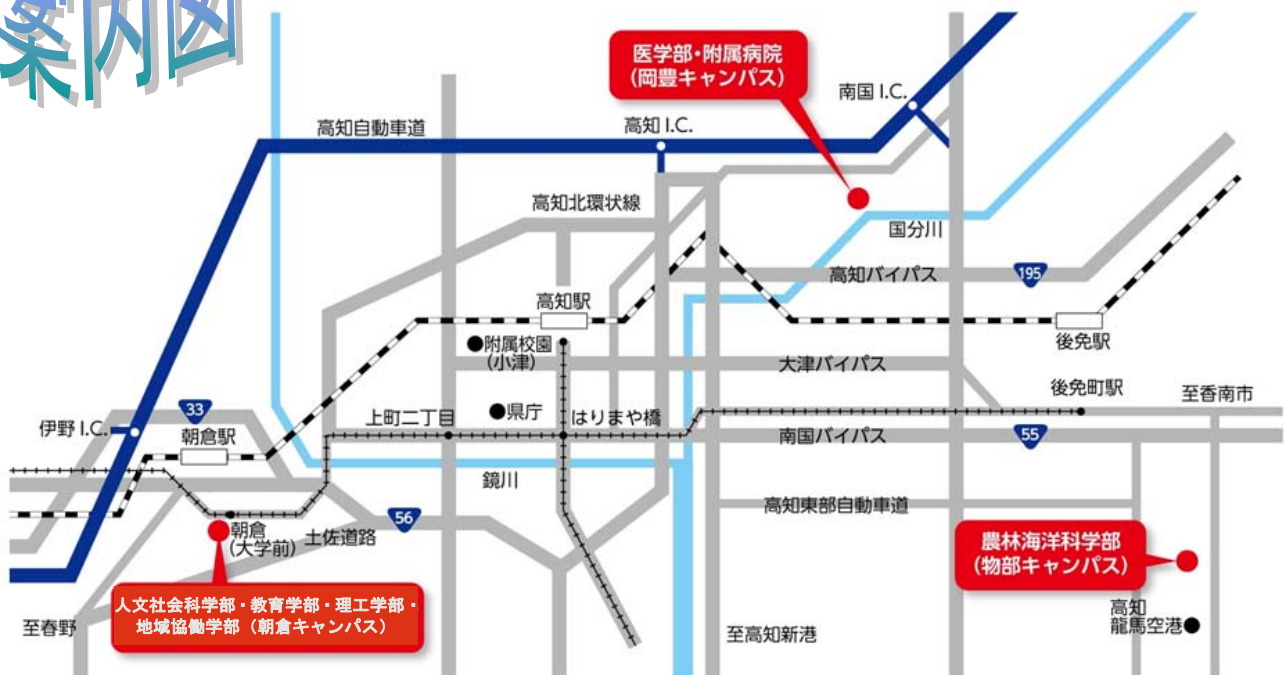 案内図
医学部・附属病院
(岡豊キャンパス)
南国 I.C.
高知自動車道
高知 I.C.
高知北環状線
国分川
高知バイパス
195
高知駅
後免駅
附属校園
(小津)
大津バイパス
後免町駅
至香南市
33
伊野 I.C.
朝倉駅
上町二丁目
県庁
はりまや橋
南国バイパス
55
鏡川
高知東部自動車道
56
朝倉
(大学前)
土佐道路
農林海洋科学部
(物部キャンパス)
人文社会科学部・教育学部・理工学部・
地域協働学部(朝倉キャンパス)
至春野
至高知新港
高知
龍馬空港